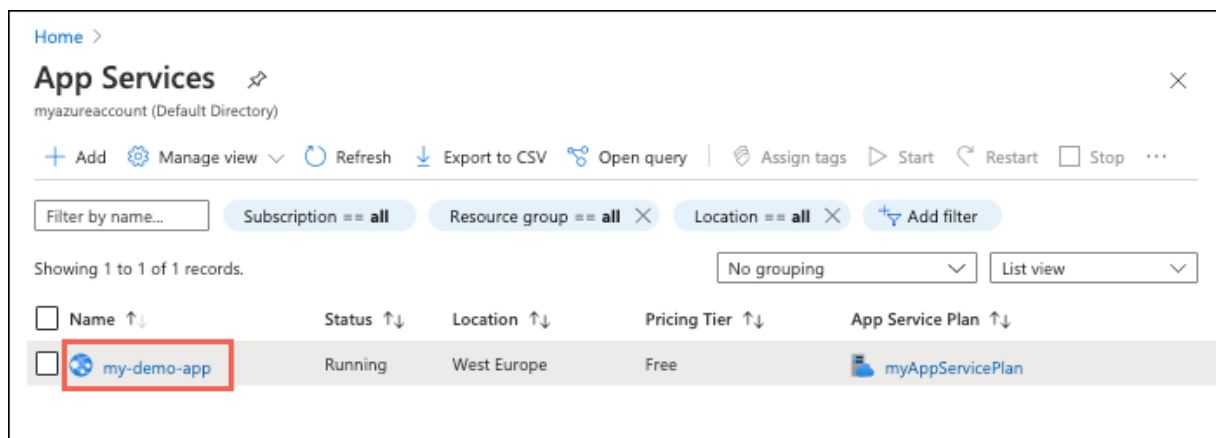 Home >
App Services
myazureaccount (Default Directory)
Add Manage view Refresh Export to CSV Open query Assign tags Start Restart Stop ...
Filter by name... Subscription == all Resource group == all Location == all Add filter
Showing 1 to 1 of 1 records. No grouping List view
Name Status Location Pricing Tier App Service Plan
my-demo-app Running West Europe Free myAppServicePlan